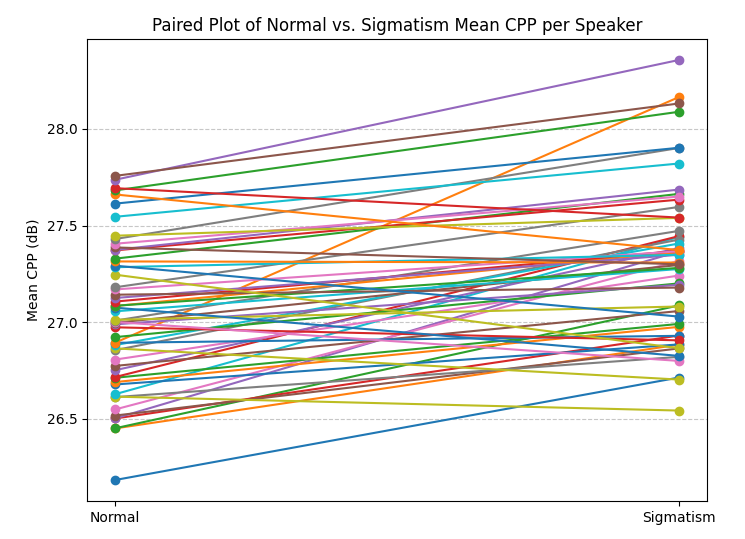 Paired Plot of Normal vs. Sigmatism Mean CPP per Speaker
Mean CPP (dB)
28.0
27.5
27.0
26.5
Normal
Sigmatism